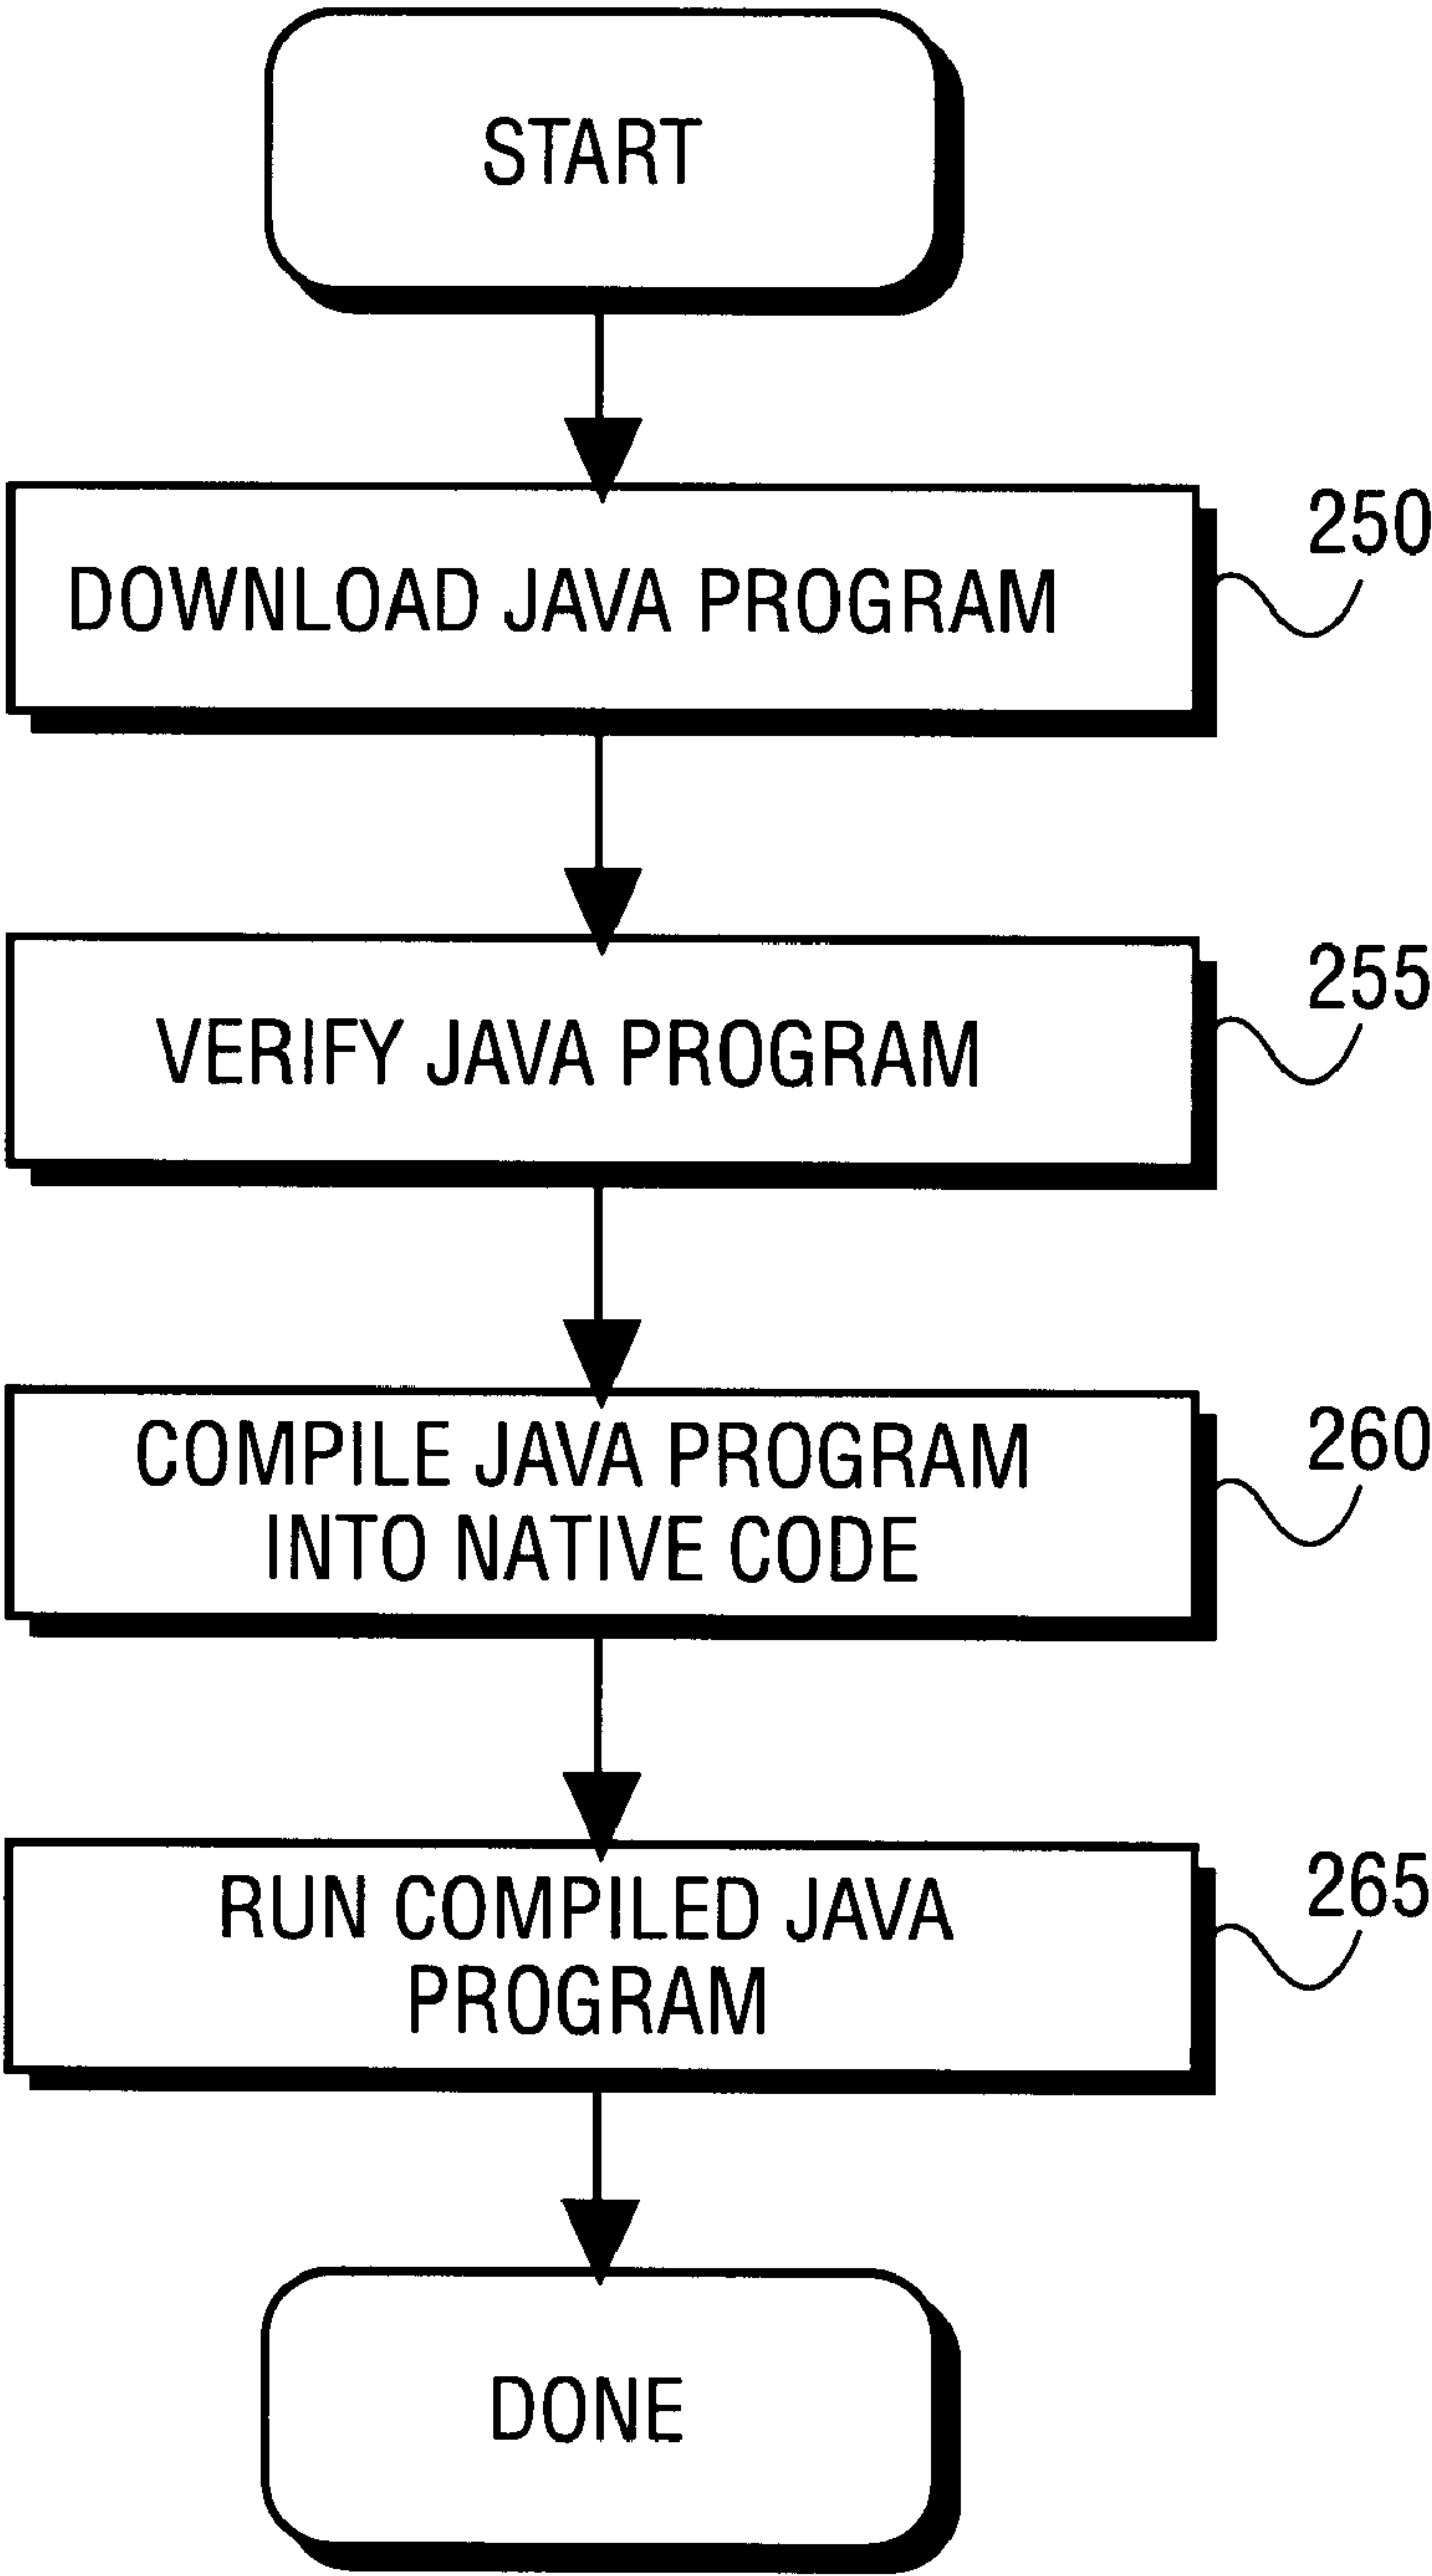 START
DOWNLOAD JAVA PROGRAM
250
VERIFY JAVA PROGRAM
255
COMPILE JAVA PROGRAM
INTO NATIVE CODE
260
RUN COMPILED JAVA
PROGRAM
265
DONE